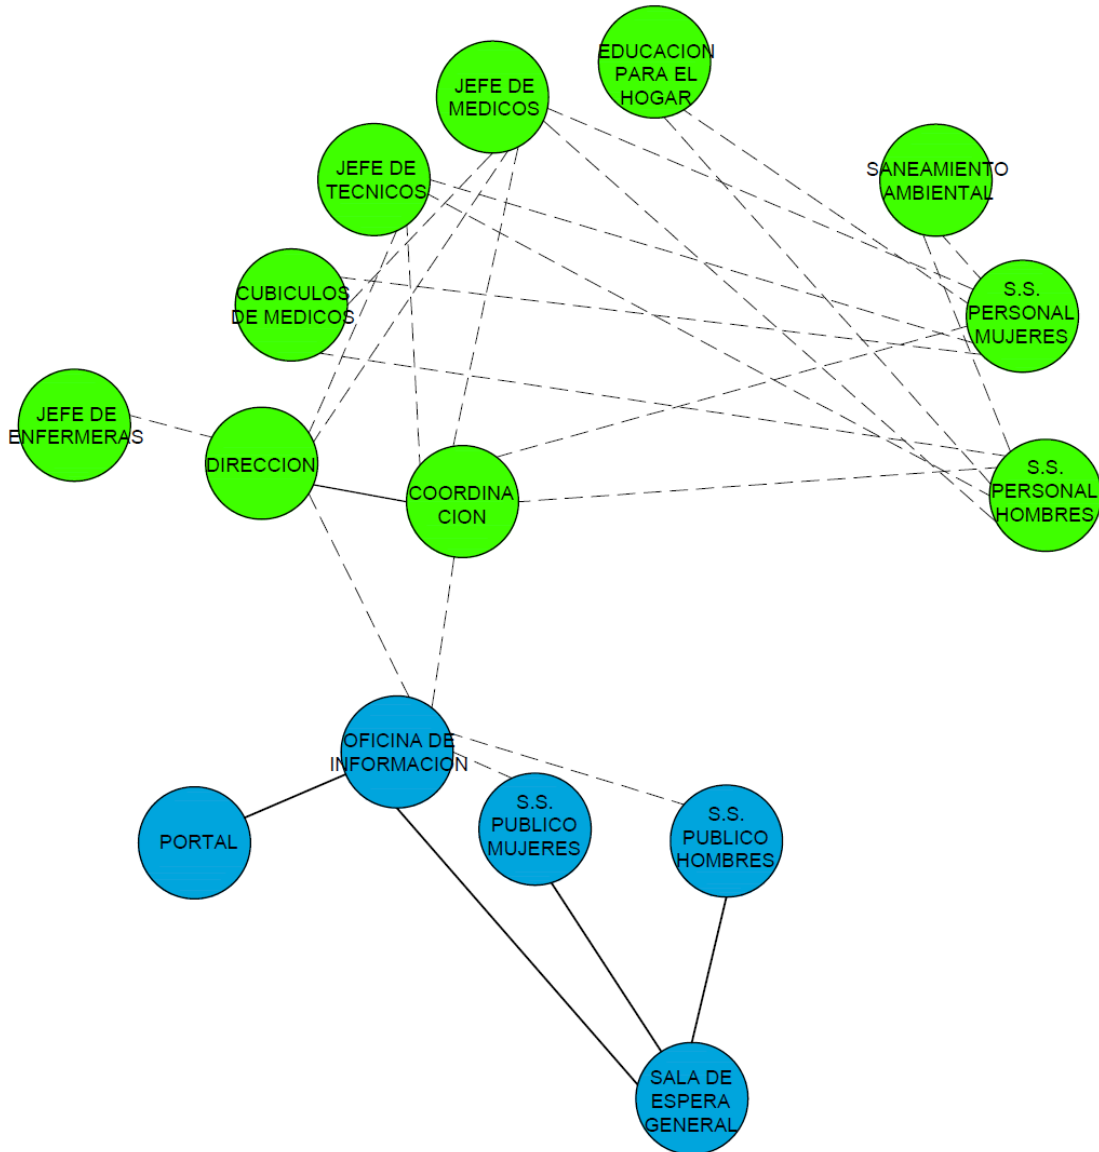 EDUCACION
PARA EL
HOGAR
JEFE DE
MEDICOS
JEFE DE
TECNICOS
SANEAMIENTO
AMBIENTAL
CUBICULOS
DE MEDICOS
S.S.
PERSONAL
MUJERES
JEFE DE
ENFERMERAS
DIRECCION
COORDINA
CION
S.S.
PERSONAL
HOMBRES
OFICINA DE
INFORMACION
PORTAL
S.S.
PUBLICO
MUJERES
S.S.
PUBLICO
HOMBRES
SALA DE
ESPERA
GENERAL